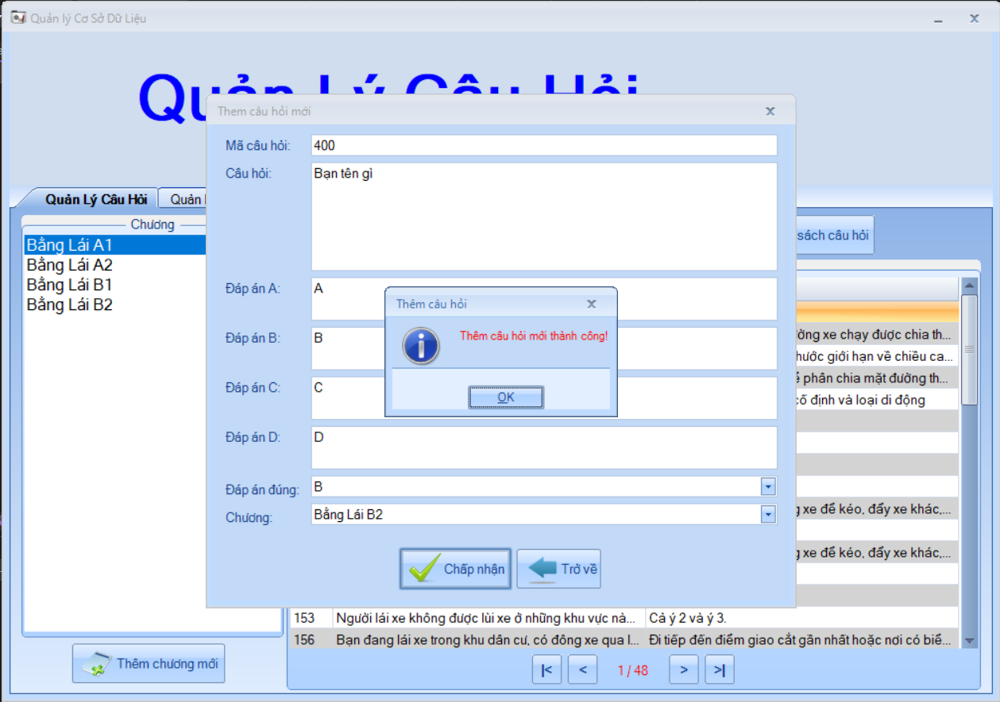 Quản lý Cơ Sở Dữ Liệu
Quản Lý Câu Hỏi
Them câu hỏi mới
Mã câu hỏi:
400
Câu hỏi:
Bạn tên gì
Quản Lý Câu Hỏi
Quản
Chương
sách câu hỏi
Bằng Lái A1
Bằng Lái A2
Bằng Lái B1
Bằng Lái B2
Đáp án A:
A
Đáp án B:
B
Đáp án C:
C
Đáp án D:
D
Đáp án đúng:
B
Chương:
Bằng Lái B2
Thêm câu hỏi
Thêm câu hỏi mới thành công!
OK
xe chạy được chia th...
giới hạn về chiều ca...
phân chia mặt đường th...
cố định và loại di động
xe để kéo, đẩy xe khác,...
xe để kéo, đẩy xe khác,...
Chấp nhận
Trở về
153 Người lái xe không được lùi xe ở những khu vực nà... Cả ý 2 và ý 3.
156 Bạn đang lái xe trong khu dân cư, có đông xe qua l... Đi tiếp đến điểm giao cắt gần nhất hoặc nơi có biể...
Thêm chương mới
|< < 1 / 48 > >|